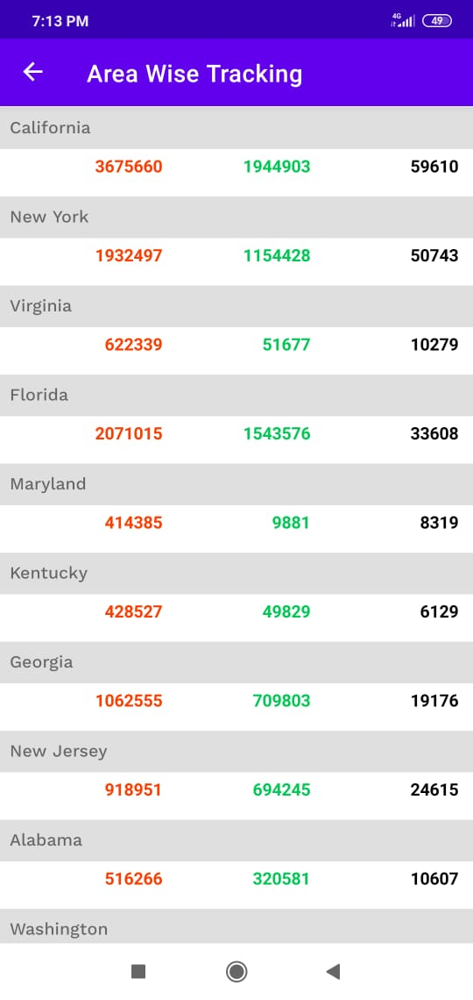 7:13 PM 4G 49
Area Wise Tracking
California
3675660 1944903 59610
New York
1932497 1154428 50743
Virginia
622339 51677 10279
Florida
2071015 1543576 33608
Maryland
414385 9881 8319
Kentucky
428527 49829 6129
Georgia
1062555 709803 19176
New Jersey
918951 694245 24615
Alabama
516266 320581 10607
Washington